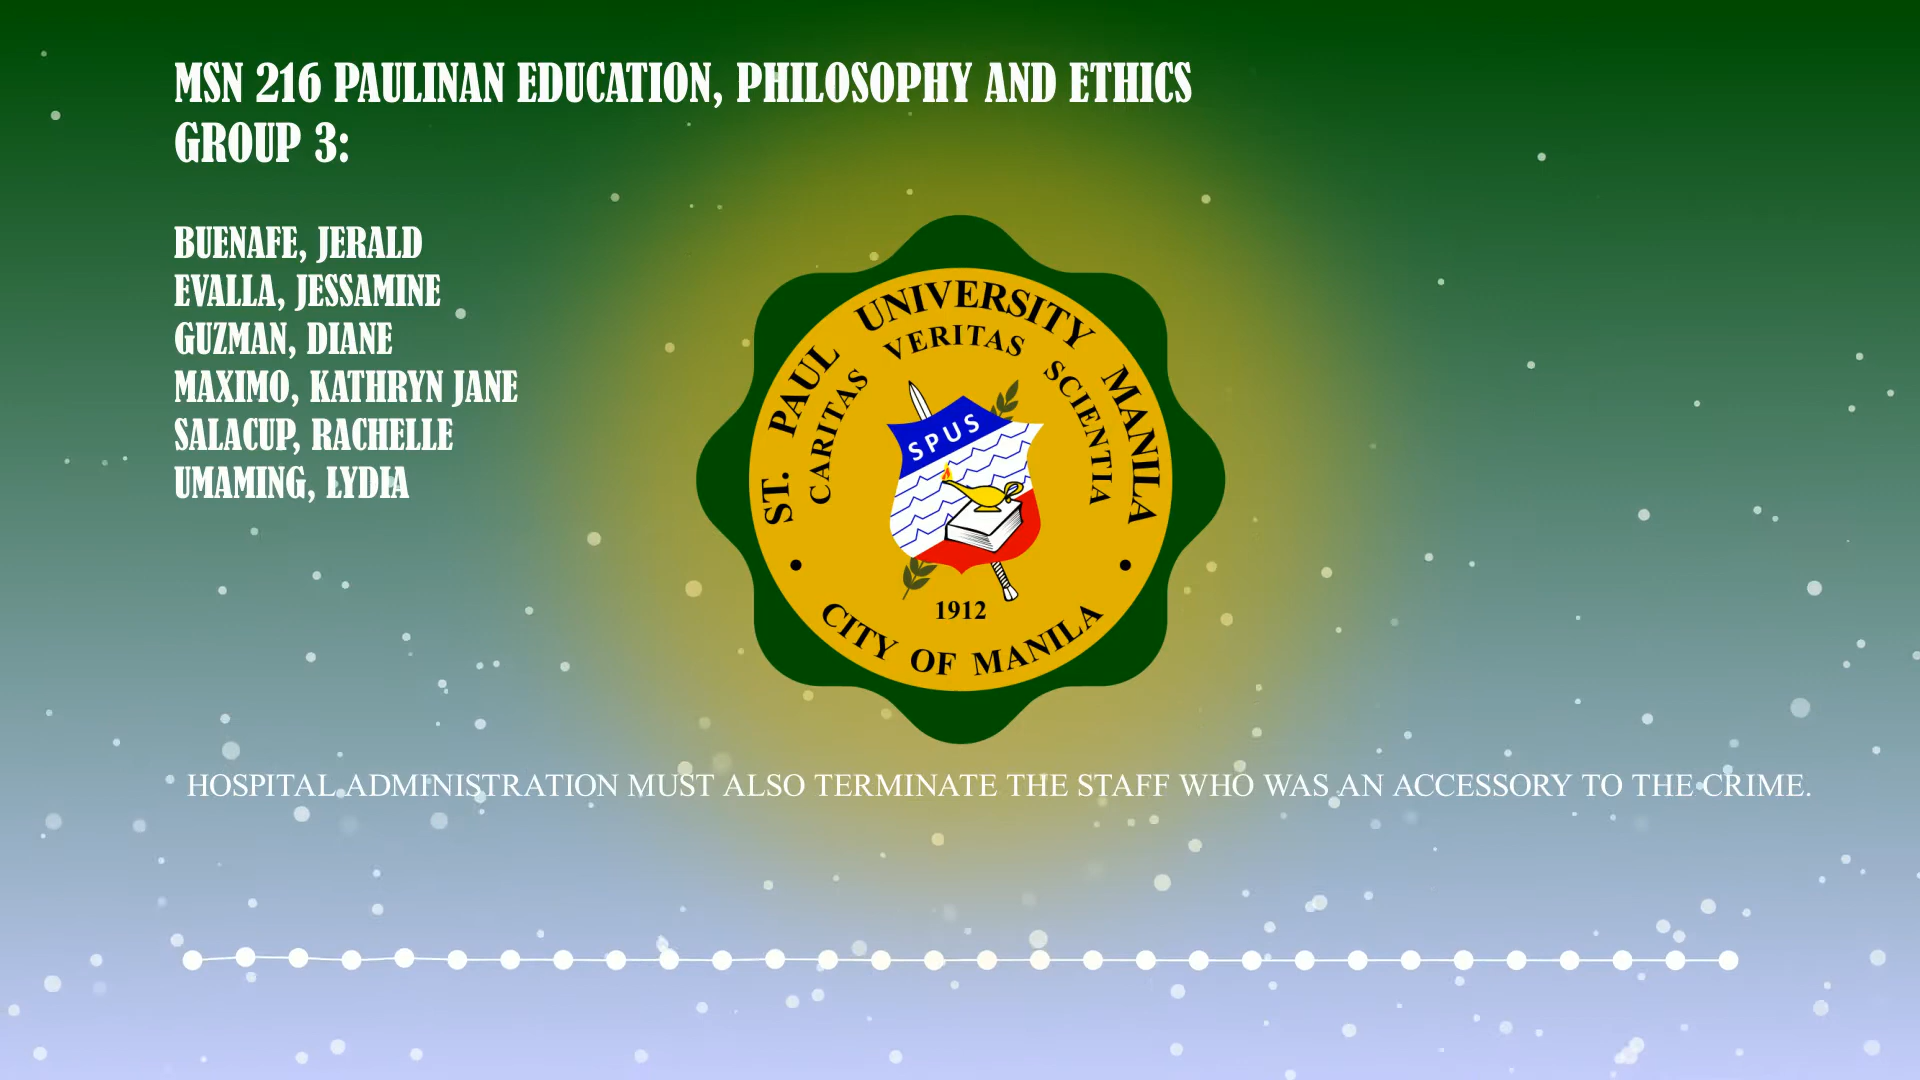 MSN 216 PAULINAN EDUCATION, PHILOSOPHY AND ETHICS
GROUP 3:
BUENAFE, JERALD
EVALLA, JESSAMINE
GUZMAN, DIANE
MAXIMO, KATHRYN JANE
SALACUP, RACHELLE
UMAMING, LYDIA
ST. PAUL UNIVERSITY MANILA
CARITAS VERITAS SCIENTIA
SPUS
1912
CITY OF MANILA
HOSPITAL ADMINISTRATION MUST ALSO TERMINATE THE STAFF WHO WAS AN ACCESSORY TO THE CRIME.